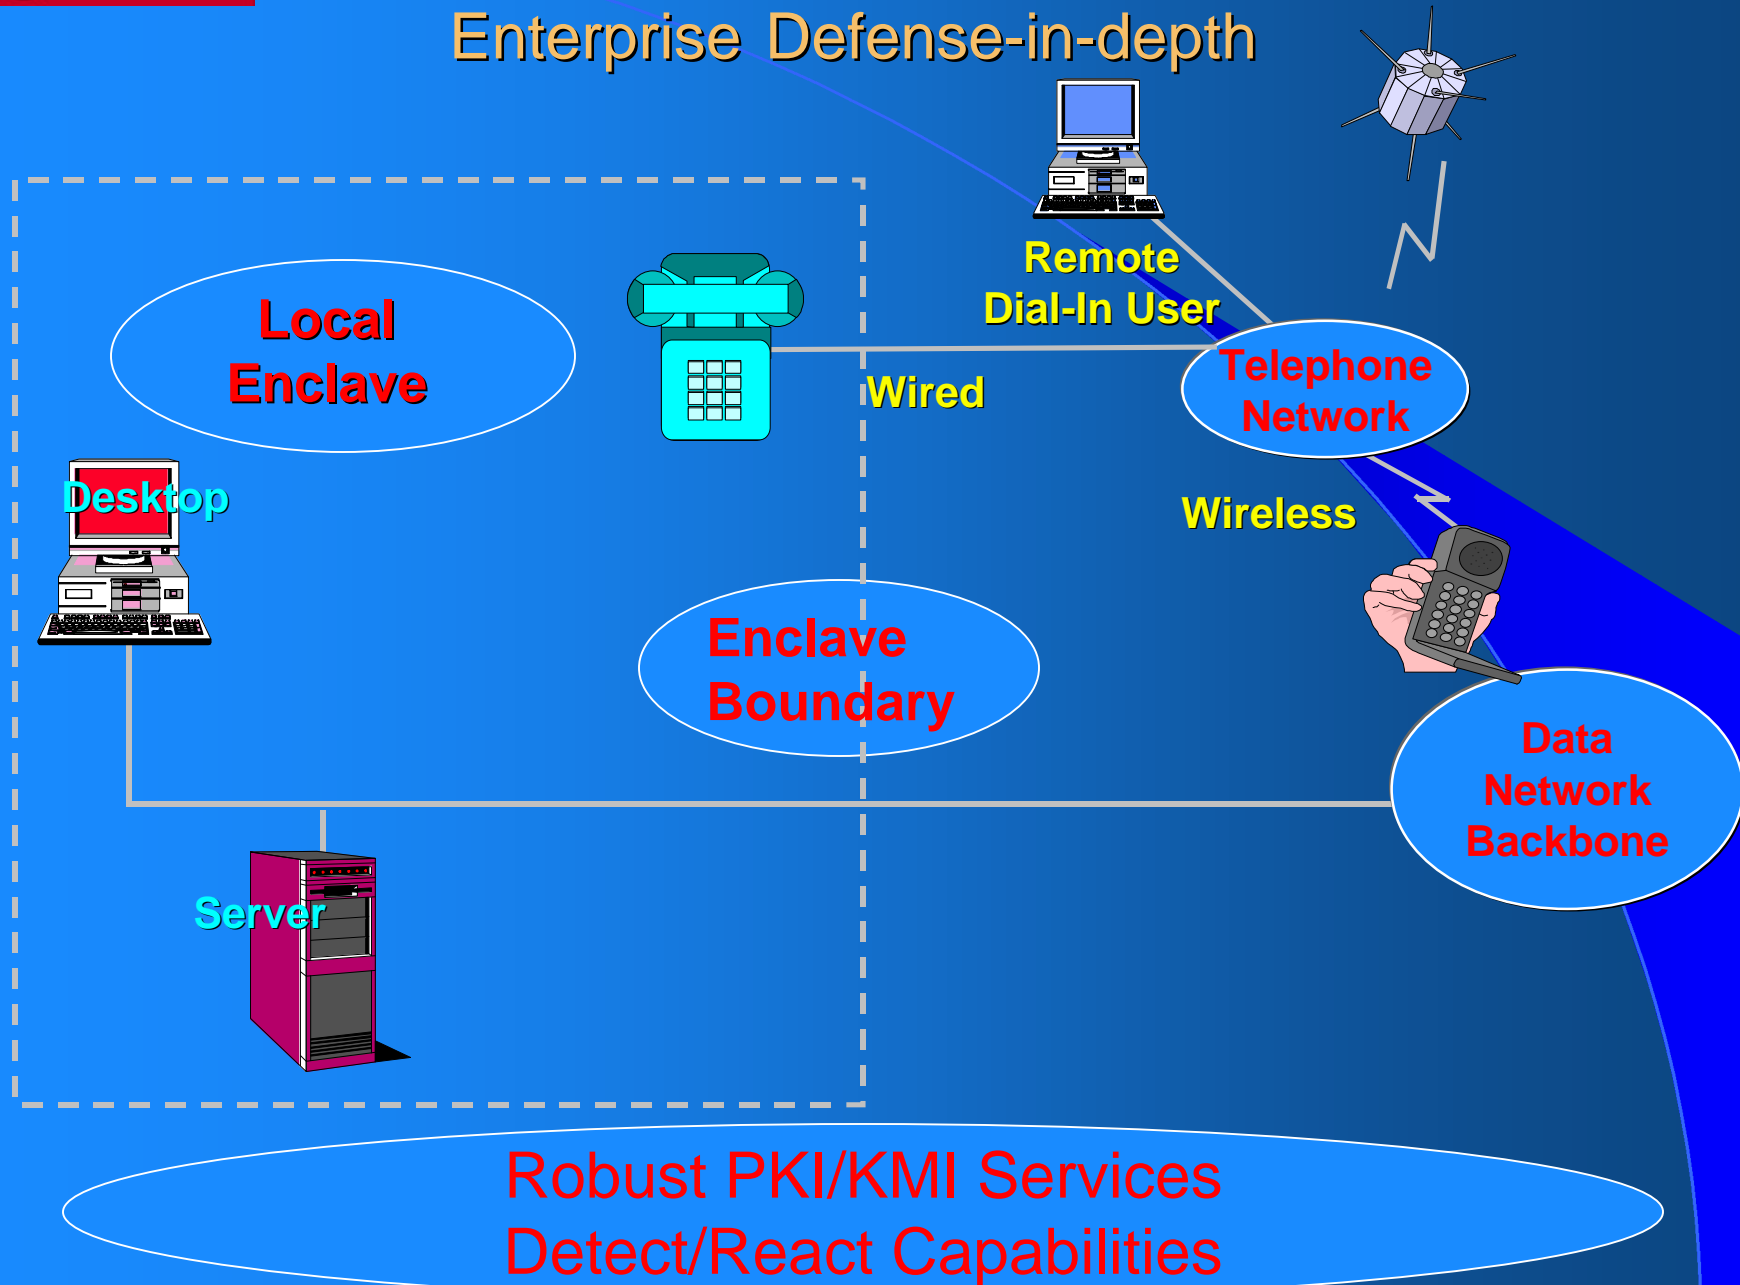 Enterprise Defense-in-depth
Remote
Dial-In User
Local
Enclave
Telephone
Network
Wired
Desktop
Wireless
Enclave
Boundary
Data
Network
Backbone
Server
Robust PKI/KMI Services
Detect/React Capabilities